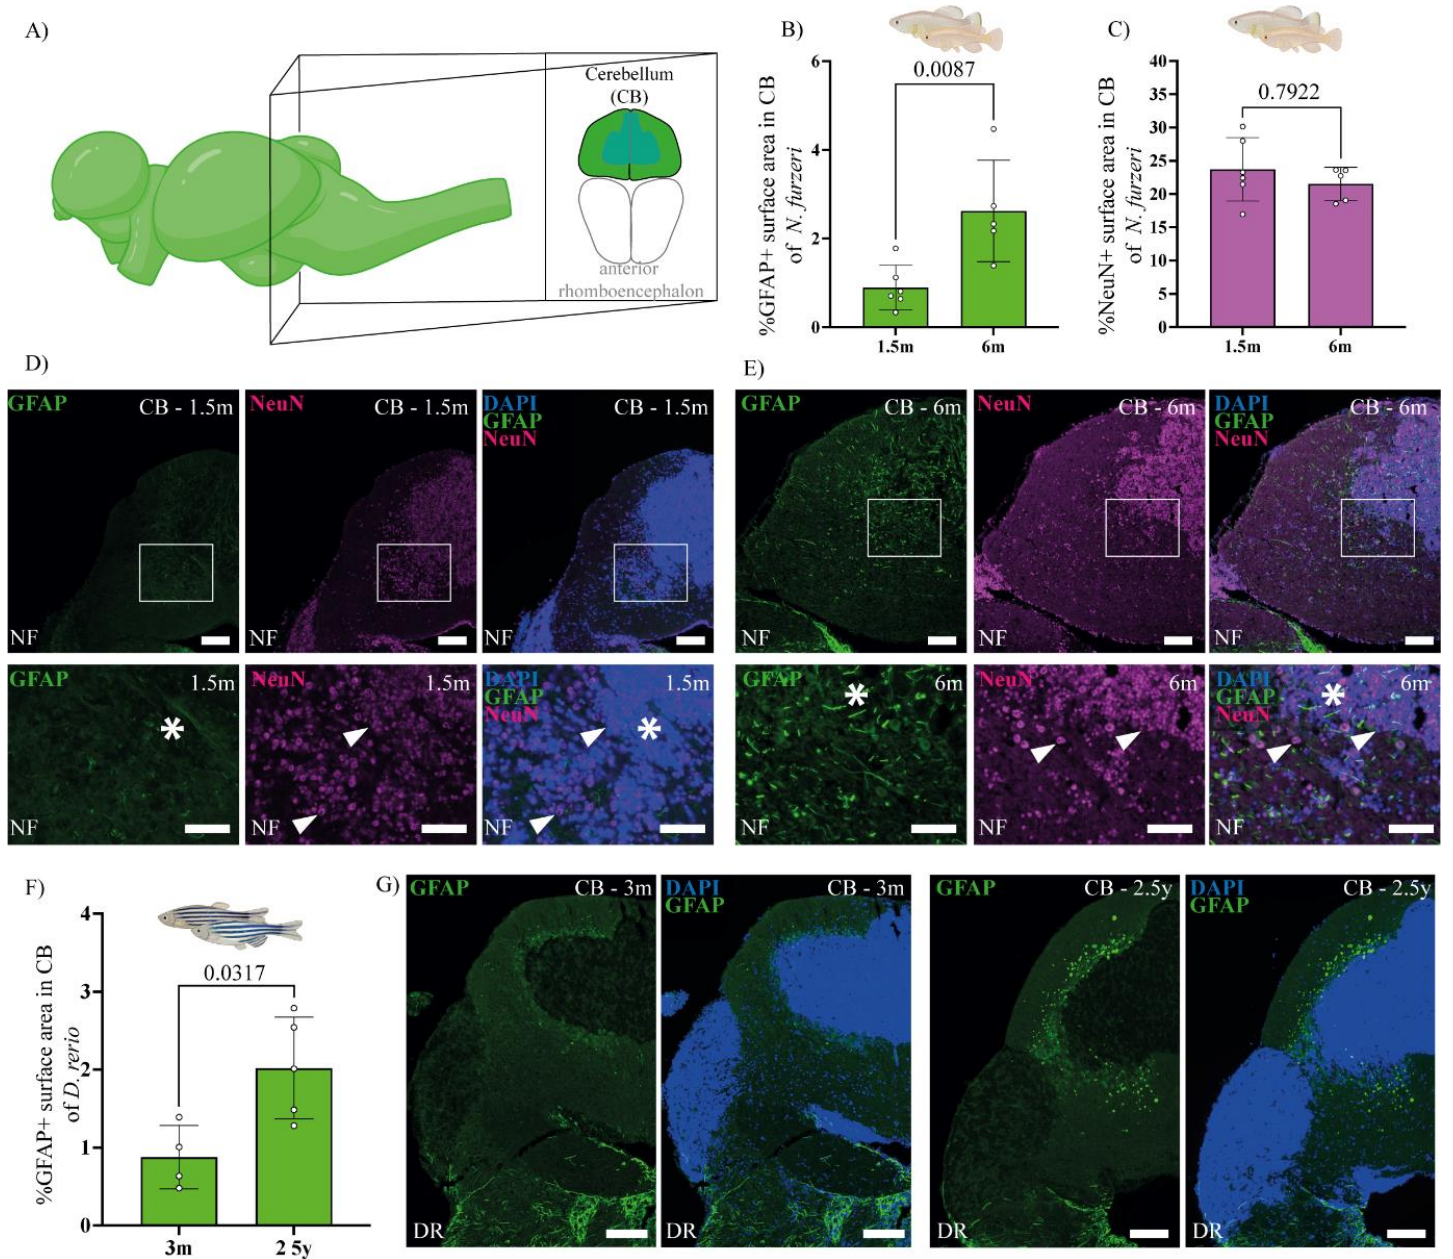 A)
Cerebellum
(CB)
anterior
rhomboencephalon
B)
%GFAP+ surface area in CB
of N. furzeri
6
4
2
0
0.0087
1.5m
6m
C)
%NeuN+ surface area in CB
of N. furzeri
40
35
30
25
20
15
10
5
0
0.7922
1.5m
6m
D)
GFAP
CB - 1.5m
NF
NeuN
CB - 1.5m
NF
DAPI
GFAP
NeuN
CB - 1.5m
NF
GFAP
1.5m
*
NF
NeuN
1.5m
NF
DAPI
GFAP
NeuN
1.5m
*
NF
E)
GFAP
CB - 6m
NF
NeuN
CB - 6m
NF
DAPI
GFAP
NeuN
CB - 6m
NF
GFAP
6m
*
NF
NeuN
6m
NF
DAPI
GFAP
NeuN
6m
*
NF
F)
%GFAP+ surface area in CB
of D. rerio
4
3
2
1
0
0.0317
3m
2 5y
G)
GFAP
CB - 3m
DR
DAPI
GFAP
CB - 3m
GFAP
CB - 2.5y
DR
DAPI
GFAP
CB - 2.5y